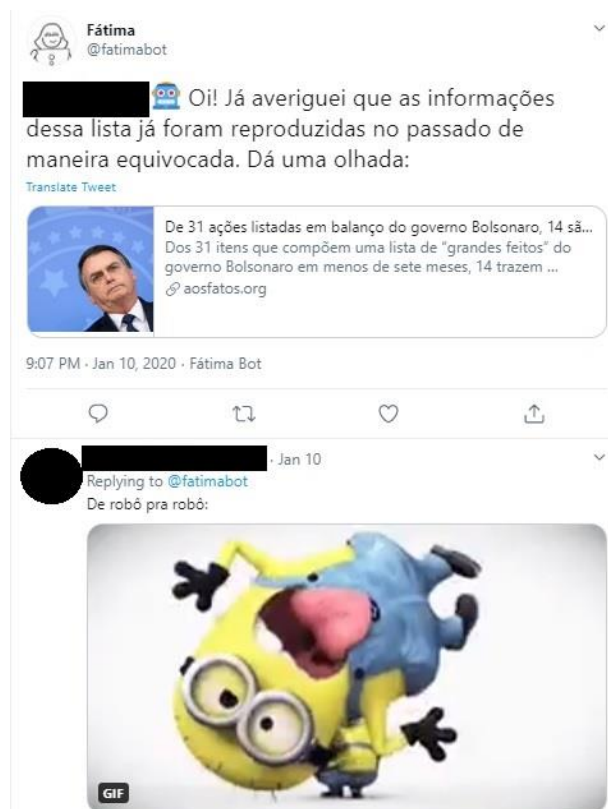 Fátima
@fatimabot
Oi! Já averiguei que as informações
dessa lista já foram reproduzidas no passado de
maneira equivocada. Dá uma olhada:
Translate Tweet
De 31 ações listadas em balanço do governo Bolsonaro, 14 sã...
Dos 31 itens que compõem uma lista de "grandes feitos" do
governo Bolsonaro em menos de sete meses, 14 trazem ...
aosfatos.org
9:07 PM · Jan 10, 2020 · Fátima Bot
· Jan 10
Replying to @fatimabot
De robô pra robô:
GIF